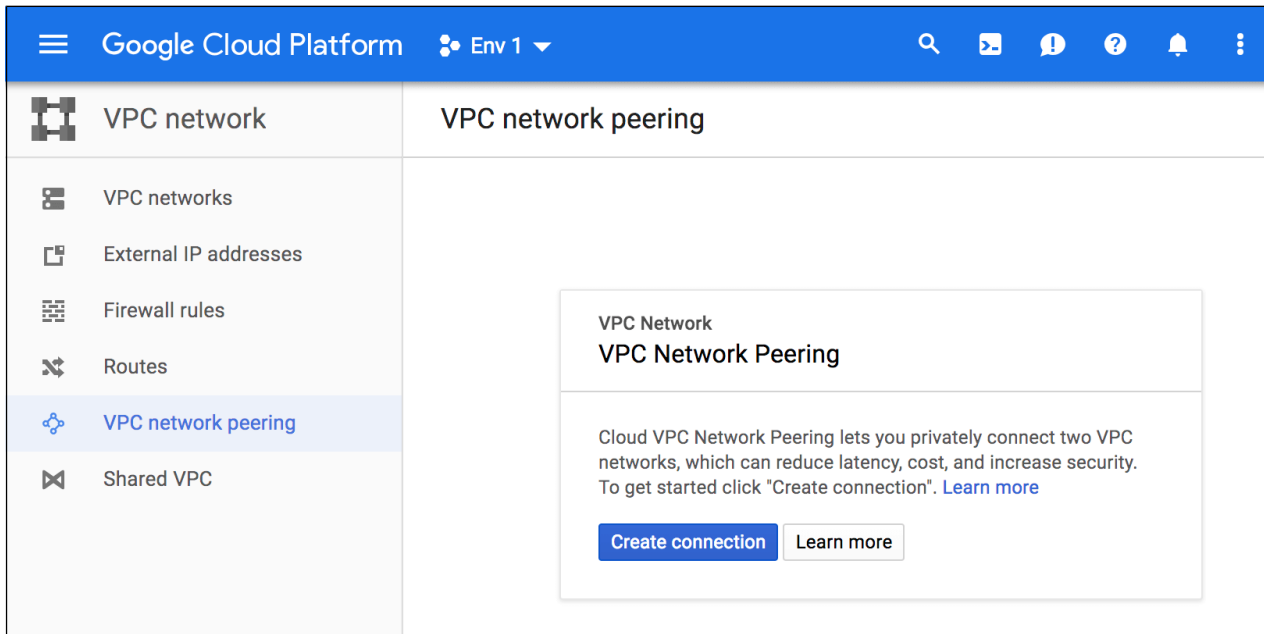 Google Cloud Platform
Env 1
VPC network
VPC network peering
VPC networks
External IP addresses
Firewall rules
Routes
VPC network peering
Shared VPC
VPC Network
VPC Network Peering
Cloud VPC Network Peering lets you privately connect two VPC
networks, which can reduce latency, cost, and increase security.
To get started click "Create connection". Learn more
Create connection
Learn more